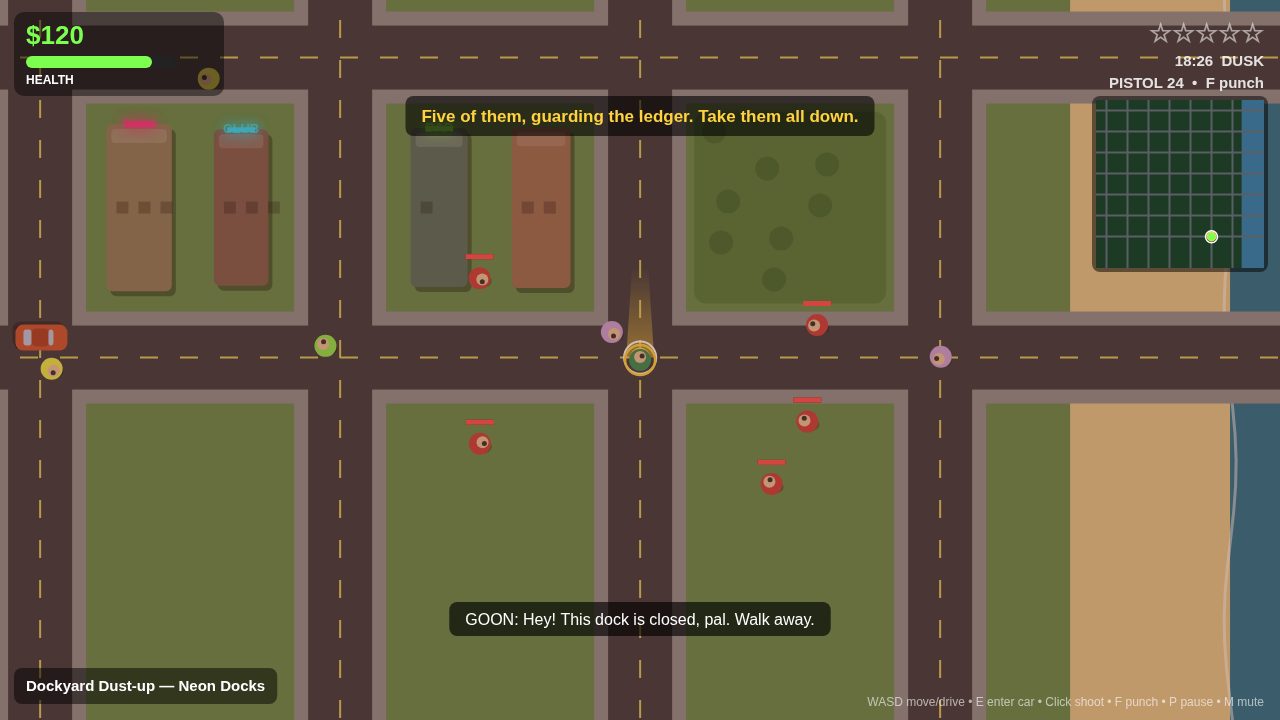 $120
HEALTH
☆☆☆☆☆
18:26 DUSK
PISTOL 24 • F punch
Five of them, guarding the ledger. Take them all down.
CLUB
GOON: Hey! This dock is closed, pal. Walk away.
Dockyard Dust-up — Neon Docks
WASD move/drive • E enter car • Click shoot • F punch • P pause • M mute